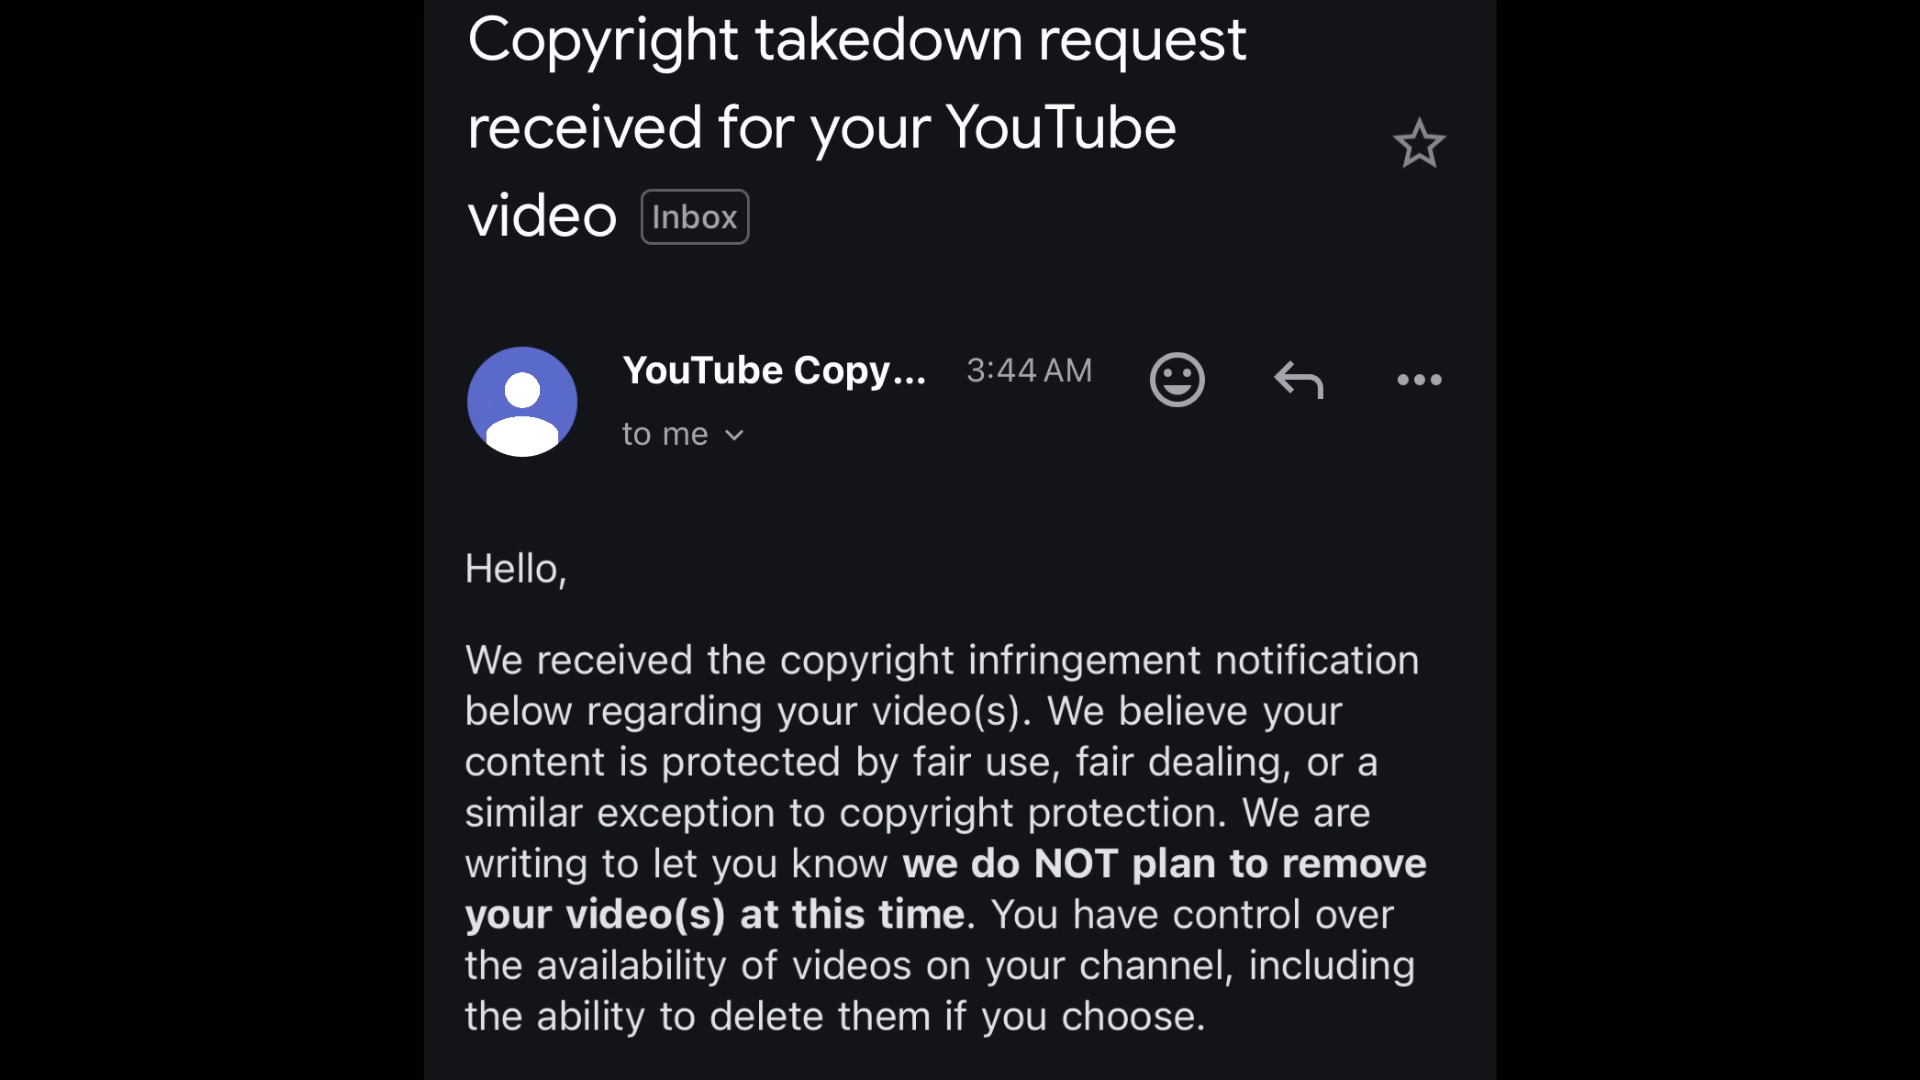 Copyright takedown request
received for your YouTube
video Inbox
YouTube Copy... 3:44 AM
to me
Hello,
We received the copyright infringement notification
below regarding your video(s). We believe your
content is protected by fair use, fair dealing, or a
similar exception to copyright protection. We are
writing to let you know we do NOT plan to remove
your video(s) at this time. You have control over
the availability of videos on your channel, including
the ability to delete them if you choose.